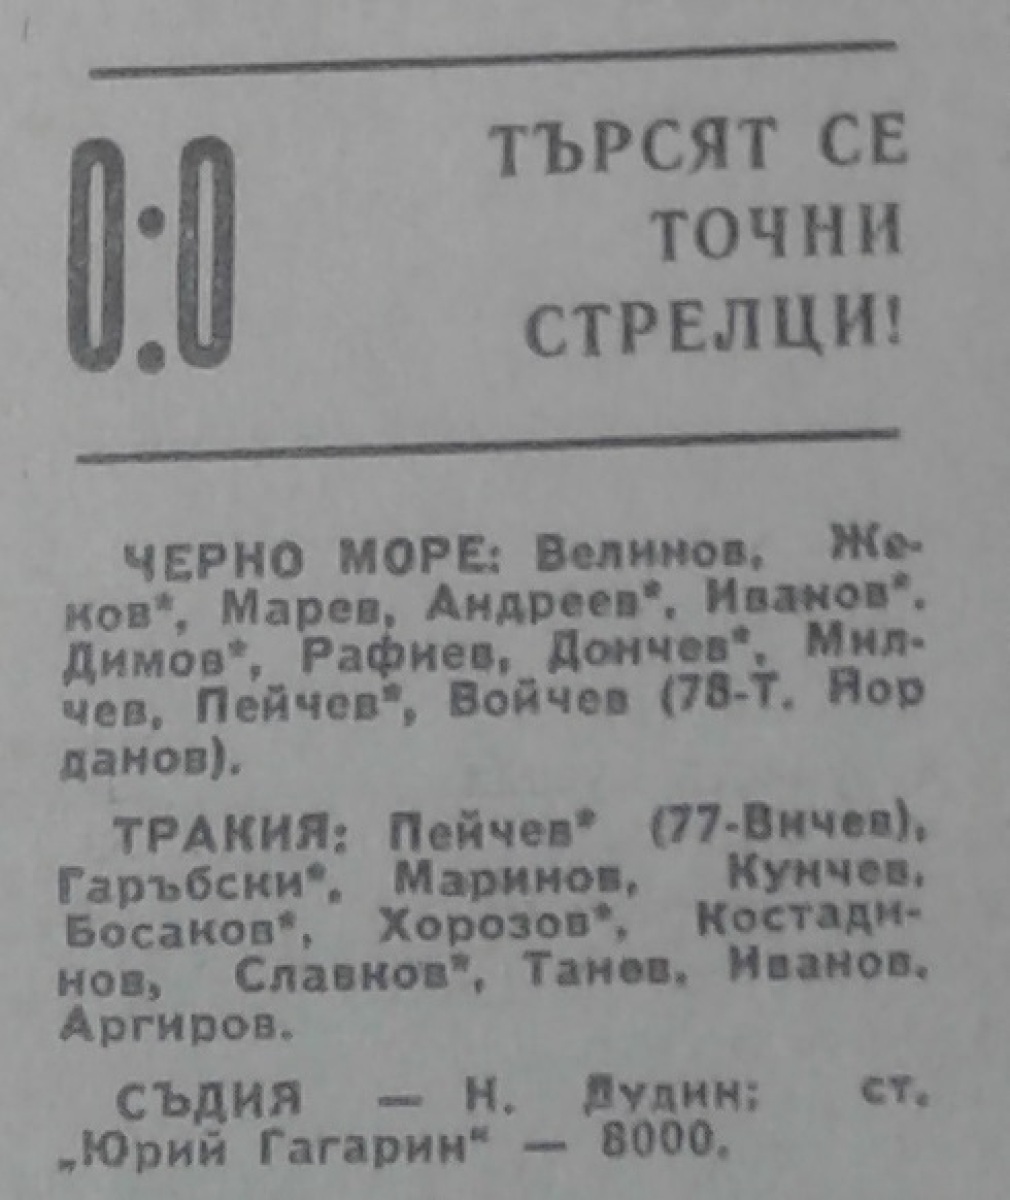 0:0
ТЪРСЯТ СЕ
ТОЧНИ
СТРЕЛЦИ!
ЧЕРНО МОРЕ: Велинов, Же-
ков*, Марев, Андреев*, Иванов*,
Димов*, Рафиев, Дончев*, Мил-
чев, Пейчев*, Войчев (78-Т. Йор
данов).
ТРАКИЯ: Пейчев* (77-Вичев),
Гаръбски*, Маринов, Кунчев,
Босаков*, Хорозов*, Костади-
нов, Славков*, Танев, Иванов,
Аргиров.
СЪДИЯ — Н. Дудин; ст.
„Юрий Гагарин“ — 8000.